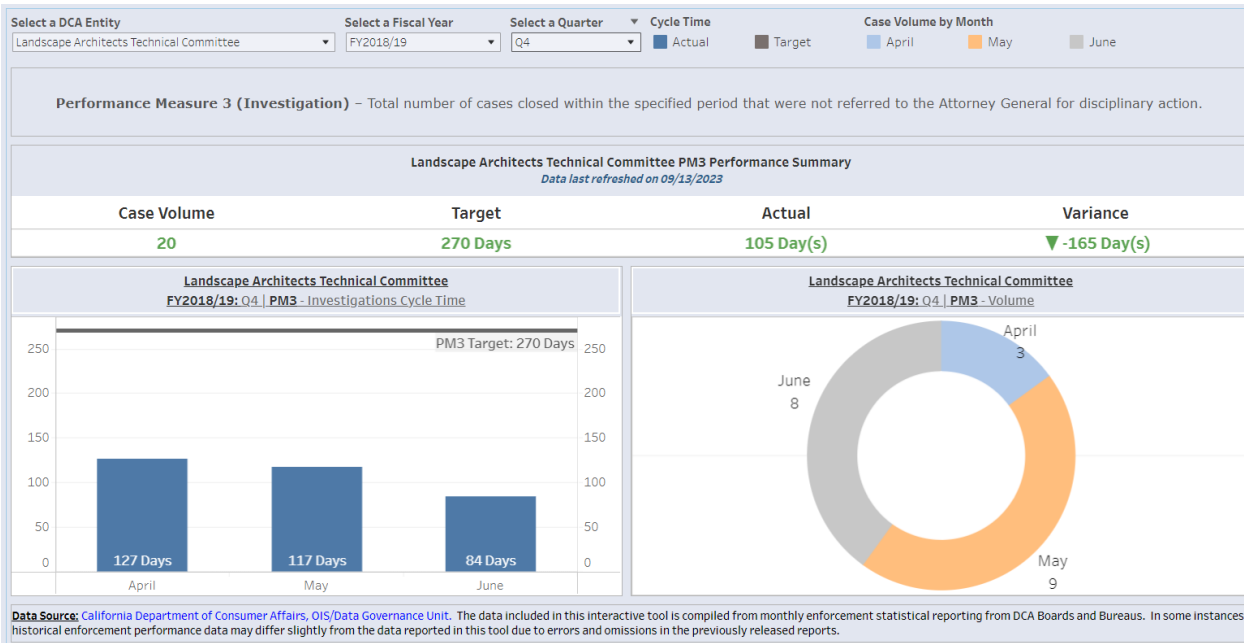 Select a DCA Entity Select a Fiscal Year Select a Quarter Cycle Time Case Volume by Month
Landscape Architects Technical Committee FY2018/19 Q4 Actual Target April May June
Performance Measure 3 (Investigation) – Total number of cases closed within the specified period that were not referred to the Attorney General for disciplinary action.
Landscape Architects Technical Committee PM3 Performance Summary
Data last refreshed on 09/13/2023
Case Volume Target Actual Variance
20 270 Days 105 Day(s) ▼ -165 Day(s)
Landscape Architects Technical Committee
FY2018/19: Q4 | PM3 - Investigations Cycle Time
PM3 Target: 270 Days
250 250
200 200
150 150
100 100
50 50
0 0
127 Days 117 Days 84 Days
April May June
Landscape Architects Technical Committee
FY2018/19: Q4 | PM3 - Volume
April
3
June
8
May
9
Data Source: California Department of Consumer Affairs, OIS/Data Governance Unit. The data included in this interactive tool is compiled from monthly enforcement statistical reporting from DCA Boards and Bureaus. In some instances
historical enforcement performance data may differ slightly from the data reported in this tool due to errors and omissions in the previously released reports.